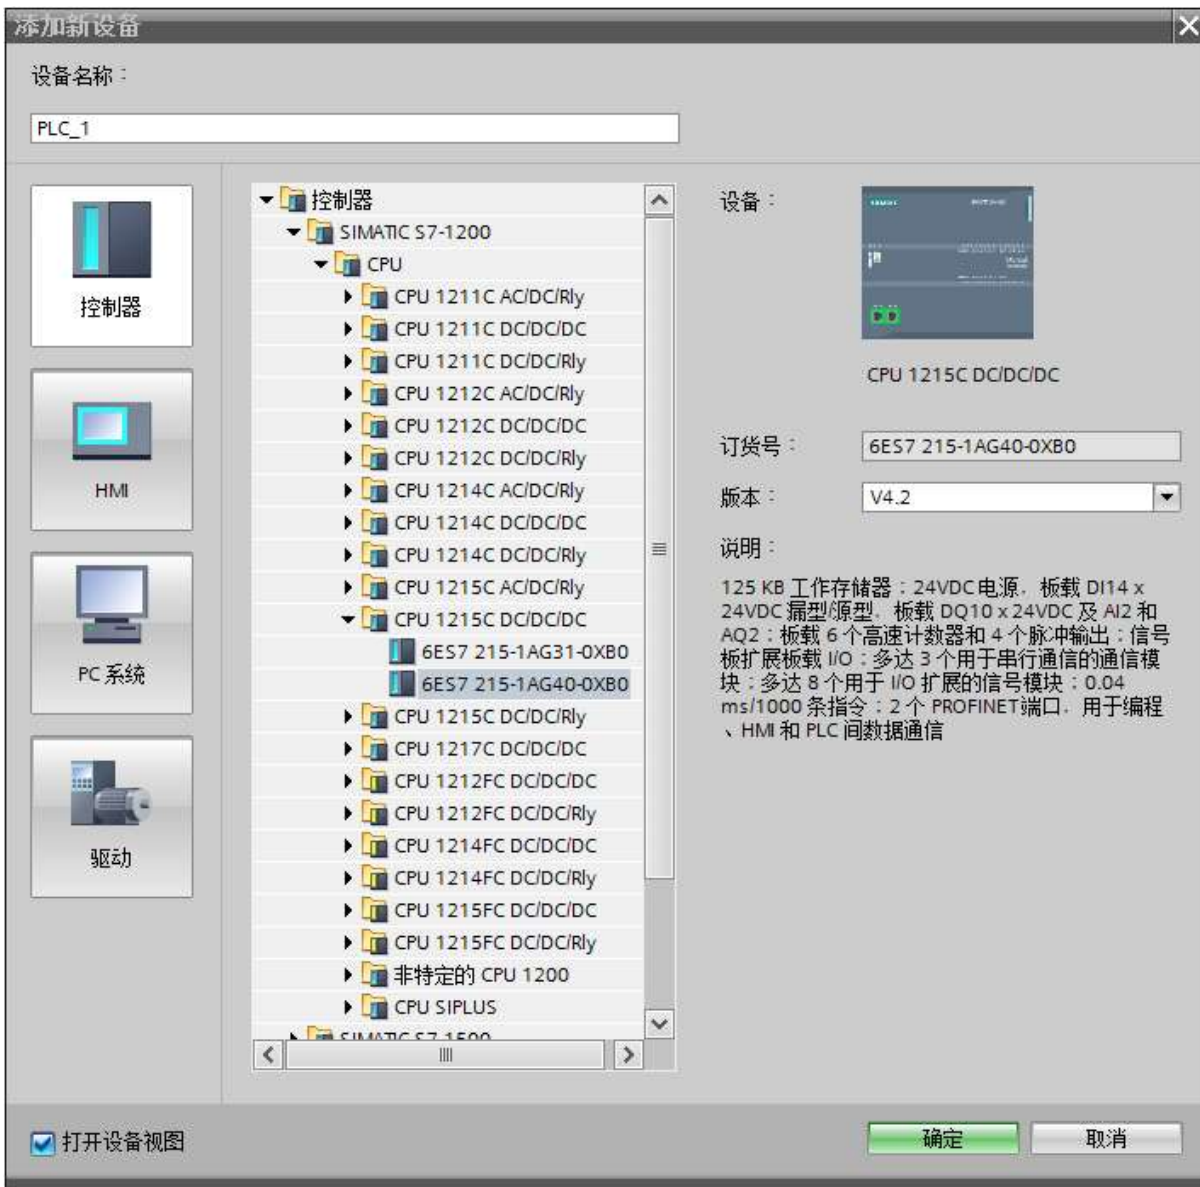 添加新设备
设备名称：
PLC_1
控制器
HMI
PC 系统
驱动
控制器
SIMATIC S7-1200
CPU
CPU 1211C AC/DC/Rly
CPU 1211C DC/DC/DC
CPU 1211C DC/DC/Rly
CPU 1212C AC/DC/Rly
CPU 1212C DC/DC/DC
CPU 1212C DC/DC/Rly
CPU 1214C AC/DC/Rly
CPU 1214C DC/DC/DC
CPU 1214C DC/DC/Rly
CPU 1215C AC/DC/Rly
CPU 1215C DC/DC/DC
6ES7 215-1AG31-0XB0
6ES7 215-1AG40-0XB0
CPU 1215C DC/DC/Rly
CPU 1217C DC/DC/DC
CPU 1212FC DC/DC/DC
CPU 1212FC DC/DC/Rly
CPU 1214FC DC/DC/DC
CPU 1214FC DC/DC/Rly
CPU 1215FC DC/DC/DC
CPU 1215FC DC/DC/Rly
非特定的 CPU 1200
CPU SIPLUS
SIMATIC S7-1500
设备：
CPU 1215C DC/DC/DC
订货号：
6ES7 215-1AG40-0XB0
版本：
V4.2
说明：
125 KB 工作存储器；24VDC 电源，板载 DI14 x
24VDC 漏型/源型，板载 DQ10 x 24VDC 及 AI2 和
AQ2；板载 6 个高速计数器和 4 个脉冲输出；信号
板扩展板载 I/O；多达 3 个用于串行通信的通信模
块；多达 8 个用于 I/O 扩展的信号模块；0.04
ms/1000 条指令；2 个 PROFINET 端口，用于编程
、HMI 和 PLC 间数据通信
打开设备视图
确定
取消